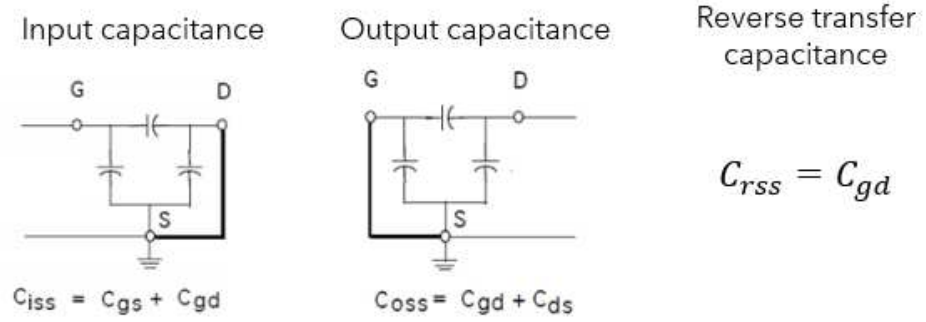 Input capacitance
Output capacitance
Reverse transfer
capacitance
G
D
S
G
D
S
Crss = Cgd
Ciss = Cgs + Cgd
Coss = Cgd + Cds